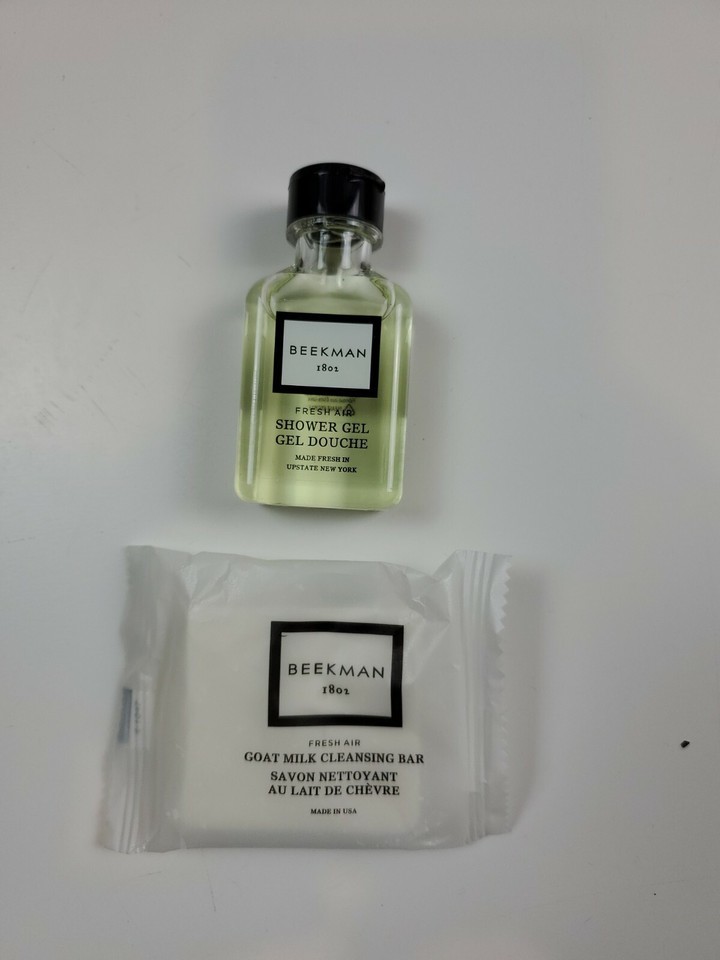 BEEKMAN
1802
FRESH AIR
SHOWER GEL
GEL DOUCHE
MADE FRESH IN
UPSTATE NEW YORK
BEEKMAN
1802
FRESH AIR
GOAT MILK CLEANSING BAR
SAVON NETTOYANT
AU LAIT DE CHÈVRE
MADE IN USA